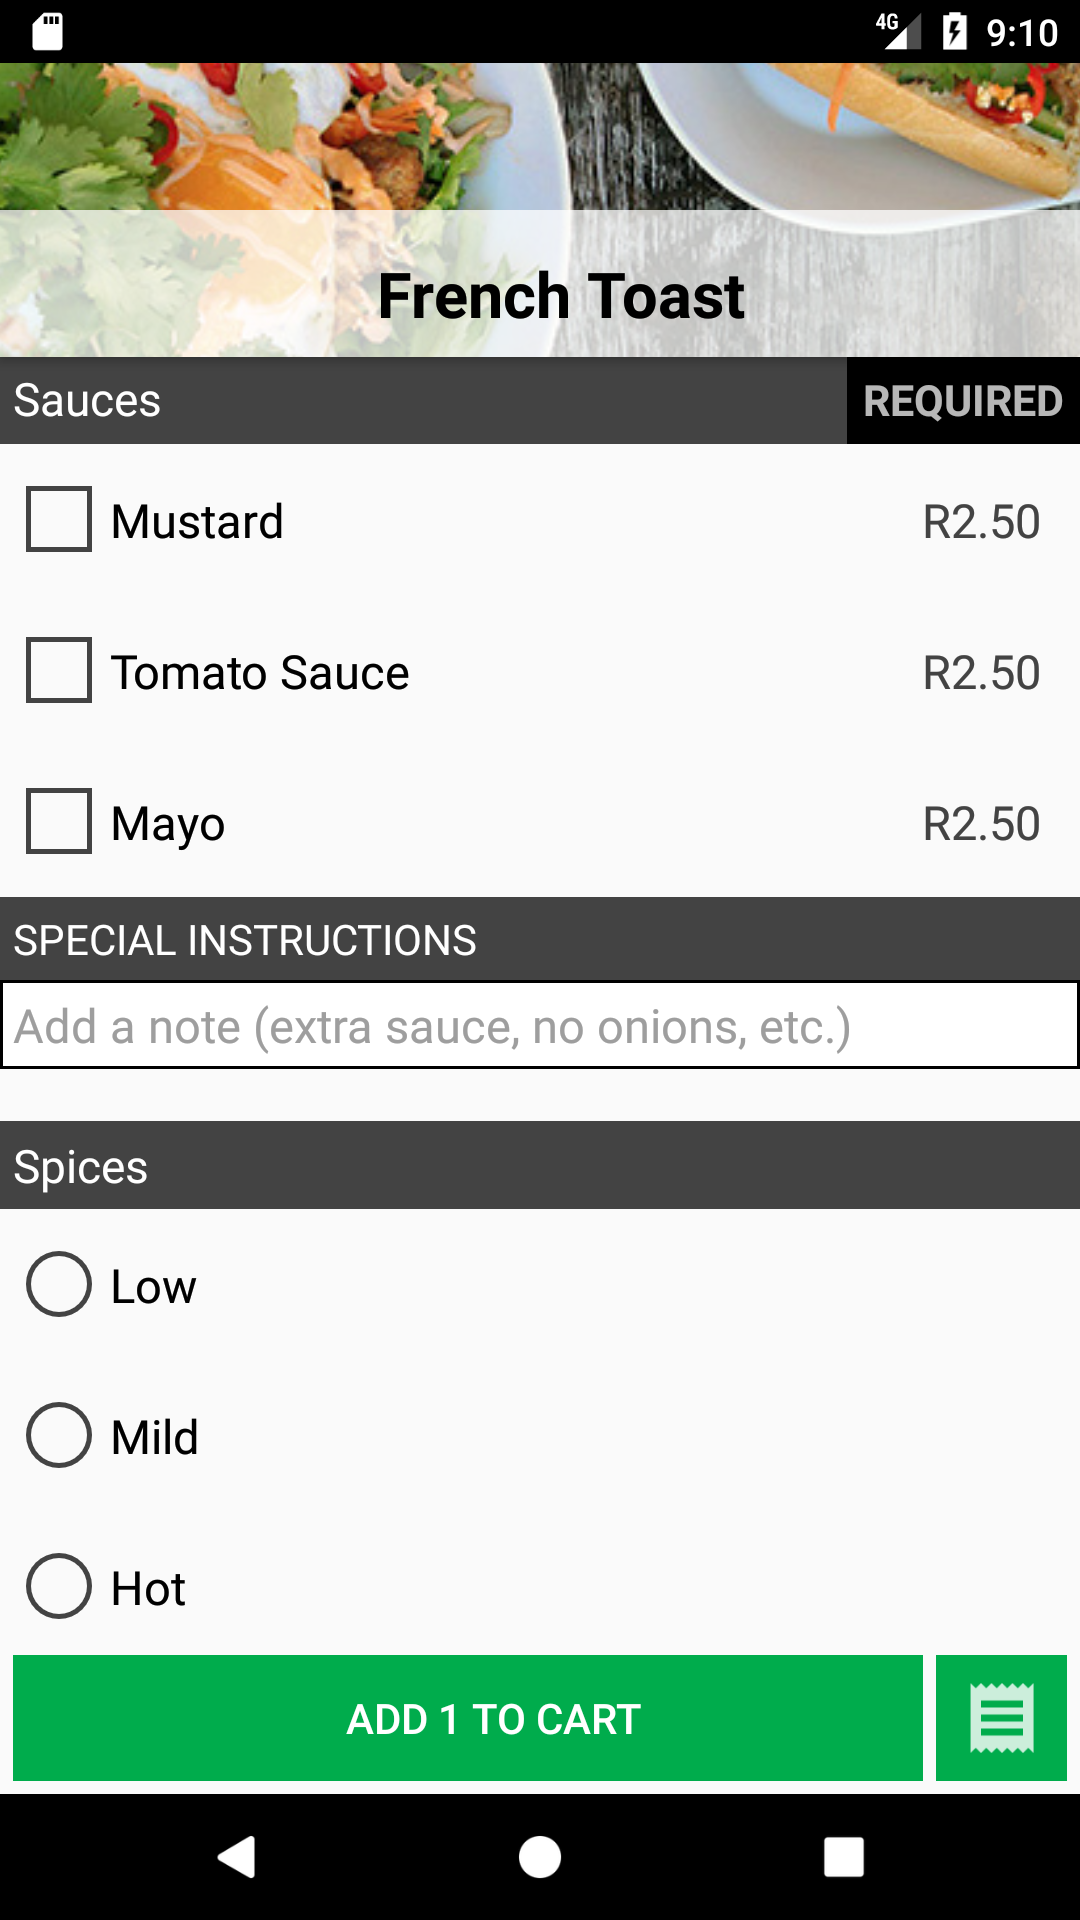 4G 9:10
French Toast
Sauces REQUIRED
Mustard R2.50
Tomato Sauce R2.50
Mayo R2.50
SPECIAL INSTRUCTIONS
Add a note (extra sauce, no onions, etc.)
Spices
Low
Mild
Hot
ADD 1 TO CART